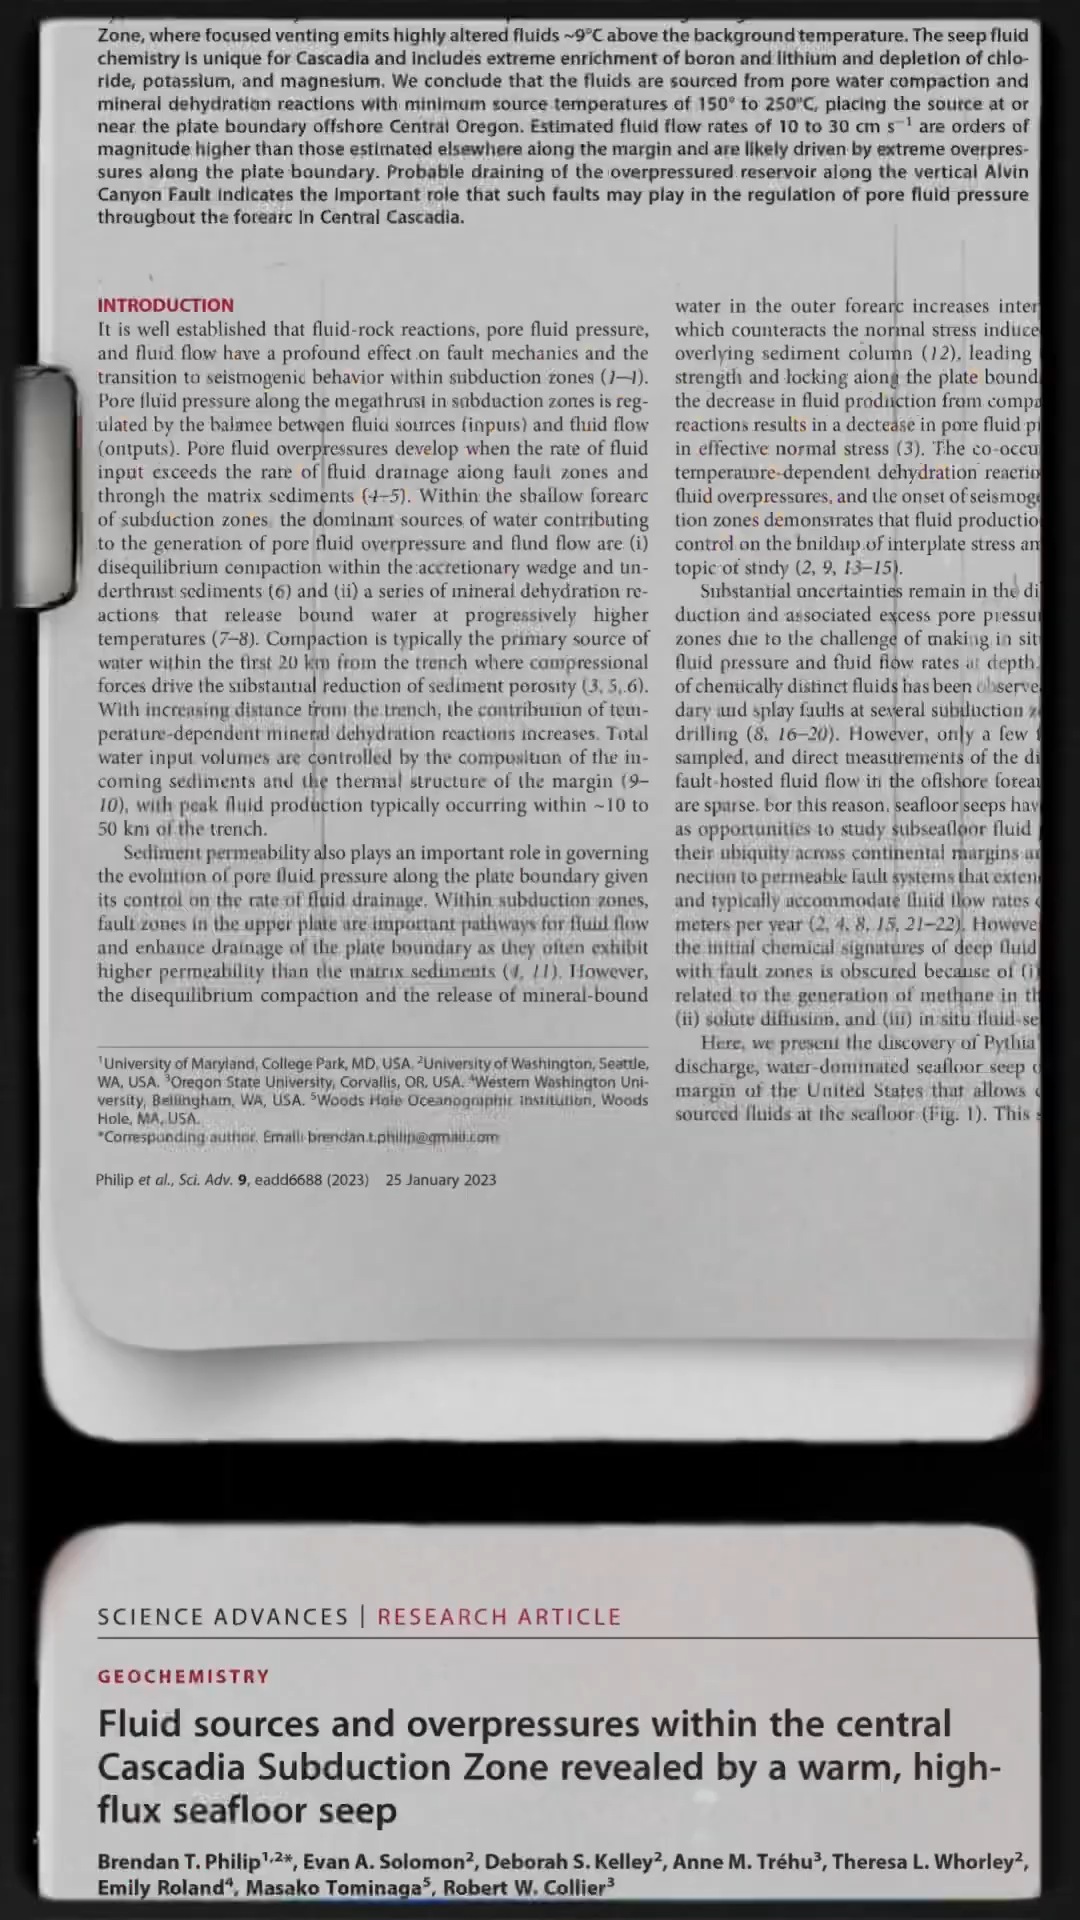 Zone, where focused venting emits highly altered fluids ~9°C above the background temperature. The seep fluid
chemistry is unique for Cascadia and includes extreme enrichment of boron and lithium and depletion of chlo-
ride, potassium, and magnesium. We conclude that the fluids are sourced from pore water compaction and
mineral dehydration reactions with minimum source temperatures of 150° to 250°C, placing the source at or
near the plate boundary offshore Central Oregon. Estimated fluid flow rates of 10 to 30 cm s⁻¹ are orders of
magnitude higher than those estimated elsewhere along the margin and are likely driven by extreme overpres-
sures along the plate boundary. Probable draining of the overpressured reservoir along the vertical Alvin
Canyon Fault indicates the important role that such faults may play in the regulation of pore fluid pressure
throughout the forearc in Central Cascadia.
INTRODUCTION
It is well established that fluid-rock reactions, pore fluid pressure,
and fluid flow have a profound effect on fault mechanics and the
transition to seismogenic behavior within subduction zones (1–4).
Pore fluid pressure along the megathrust in subduction zones is reg-
ulated by the balance between fluid sources (inputs) and fluid flow
(ontputs). Pore fluid overpressures develop when the rate of fluid
input exceeds the rate of fluid drainage along fault zones and
throngh the matrix sediments (4–5). Within the shallow forearc
of subduction zones, the dominant sources of water contributing
to the generation of pore fluid overpressure and flund flow are (i)
disequilibrium compaction within the accretionary wedge and un-
derthrust sediments (6) and (ii) a series of mineral dehydration re-
actions that release bound water at progressively higher
temperatures (7–8). Compaction is typically the primary source of
water within the first 20 km from the trench where compressional
forces drive the substantial reduction of sediment porosity (3, 5, 6).
With increasing distance from the trench, the contribution of tem-
perature-dependent mineral dehydration reactions increases. Total
water input volumes are controlled by the composition of the in-
coming sediments and the thermal structure of the margin (9–
10), with peak fluid production typically occurring within ~10 to
50 km of the trench.
Sediment permeability also plays an important role in governing
the evolution of pore fluid pressure along the plate boundary given
its control on the rate of fluid drainage. Within subduction zones,
fault zones in the upper plate are important pathways for fluid flow
and enhance drainage of the plate boundary as they often exhibit
higher permeability than the matrix sediments (4, 11). However,
the disequilibrium compaction and the release of mineral-bound
¹University of Maryland, College Park, MD, USA. ²University of Washington, Seattle,
WA, USA. ³Oregon State University, Corvallis, OR, USA. ⁴Western Washington Uni-
versity, Bellingham, WA, USA. ⁵Woods Hole Oceanographic Institution, Woods
Hole, MA, USA.
*Corresponding author. Email: brendan.t.philip@gmail.com
Philip et al., Sci. Adv. 9, eadd6688 (2023) 25 January 2023
water in the outer forearc increases inter
which counteracts the normal stress induce
overlying sediment column (12), leading
strength and locking along the plate bound
the decrease in fluid production from compa
reactions results in a dectease in pore fluid p
in effective normal stress (3). The co-occu
temperature-dependent dehydration reactio
fluid overpressures, and the onset of seismoge
tion zones demonstrates that fluid productio
control on the bnildup of interplate stress an
topic of stndy (2, 9, 13–15).
Substantial uncertainties remain in the di
duction and associated excess pore pressu
zones due to the challenge of making in sit
fluid pressure and fluid flow rates at depth.
of chemically distinct fluids has been observe
dary and splay faults at several subduction z
drilling (8, 16–20). However, only a few f
sampled, and direct measurements of the di
fault-hosted fluid flow in the offshore forea
are sparse. For this reason, seafloor seeps hav
as opportunities to study subseafloor fluid
their ubiquity across continental margins an
nection to permeable fault systems that exten
and typically accommodate fluid flow rates
meters per year (2, 4, 8, 15, 21–22). Howeve
the initial chemical signatures of deep fluid
with fault zones is obscured because of (i)
related to the generation of methane in th
(ii) solute diffusion, and (iii) in situ fluid-se
Here, we present the discovery of Pythia
discharge, water-dominated seafloor seep
margin of the United States that allows
sourced fluids at the seafloor (Fig. 1). This
SCIENCE ADVANCES | RESEARCH ARTICLE
GEOCHEMISTRY
Fluid sources and overpressures within the central
Cascadia Subduction Zone revealed by a warm, high-
flux seafloor seep
Brendan T. Philip¹,²*, Evan A. Solomon², Deborah S. Kelley², Anne M. Tréhu³, Theresa L. Whorley²,
Emily Roland⁴, Masako Tominaga⁵, Robert W. Collier³